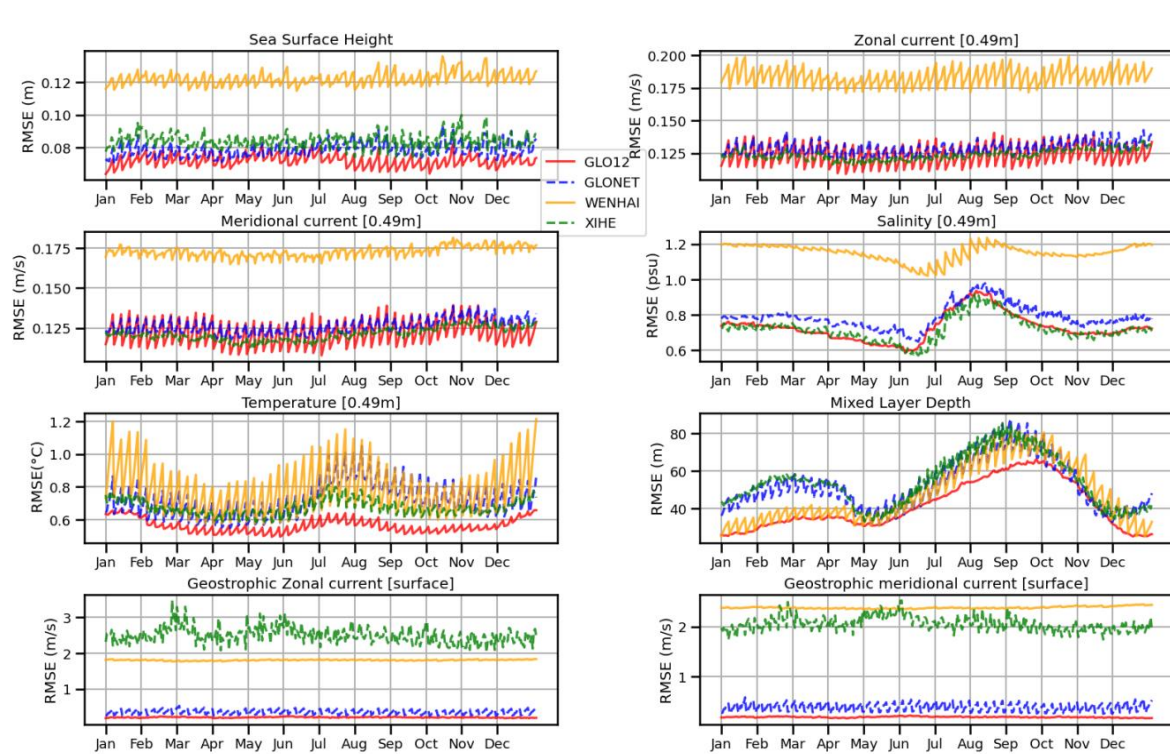 Sea Surface Height
RMSE (m)
0.12
0.10
0.08
Jan Feb Mar Apr May Jun Jul Aug Sep Oct Nov Dec
Zonal current [0.49m]
RMSE (m/s)
0.200
0.175
0.150
0.125
Jan Feb Mar Apr May Jun Jul Aug Sep Oct Nov Dec
GLO12
GLONET
WENHAI
XIHE
Meridional current [0.49m]
RMSE (m/s)
0.175
0.150
0.125
Jan Feb Mar Apr May Jun Jul Aug Sep Oct Nov Dec
Salinity [0.49m]
RMSE (psu)
1.2
1.0
0.8
0.6
Jan Feb Mar Apr May Jun Jul Aug Sep Oct Nov Dec
Temperature [0.49m]
RMSE(°C)
1.2
1.0
0.8
0.6
Jan Feb Mar Apr May Jun Jul Aug Sep Oct Nov Dec
Mixed Layer Depth
RMSE (m)
80
60
40
Jan Feb Mar Apr May Jun Jul Aug Sep Oct Nov Dec
Geostrophic Zonal current [surface]
RMSE (m/s)
3
2
1
Jan Feb Mar Apr May Jun Jul Aug Sep Oct Nov Dec
Geostrophic meridional current [surface]
RMSE (m/s)
2
1
Jan Feb Mar Apr May Jun Jul Aug Sep Oct Nov Dec